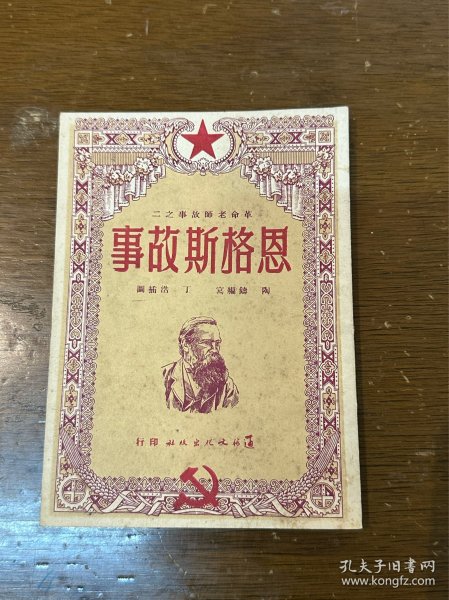 革命老師故事之二
恩格斯故事
陶 編寫 丁 浩插圖
通俗文化出版社 印行
孔夫子旧书网
www.kongfz.com